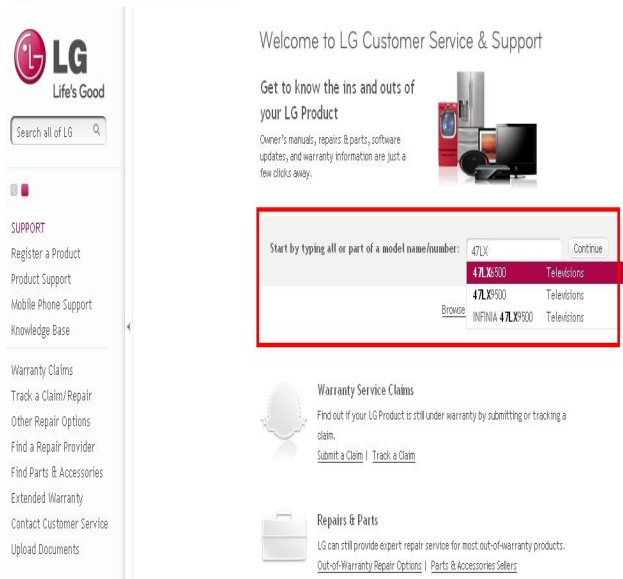 LG
Life's Good
Search all of LG
SUPPORT
Register a Product
Product Support
Mobile Phone Support
Knowledge Base
Warranty Claims
Track a Claim/Repair
Other Repair Options
Find a Repair Provider
Find Parts & Accessories
Extended Warranty
Contact Customer Service
Upload Documents
Welcome to LG Customer Service & Support
Get to know the ins and outs of
your LG Product
Owner's manuals, repairs & parts, software
updates, and warranty information are just a
few clicks away.
Start by typing all or part of a model name/number: 47LX Continue
47LX6500 Televisions
47LX9500 Televisions
Browse INFINIA 47LX9500 Televisions
Warranty Service Claims
Find out if your LG Product is still under warranty by submitting or tracking a
claim.
Submit a Claim | Track a Claim
Repairs & Parts
LG can still provide expert repair service for most out-of-warranty products.
Out-of-Warranty Repair Options | Parts & Accessories Sellers